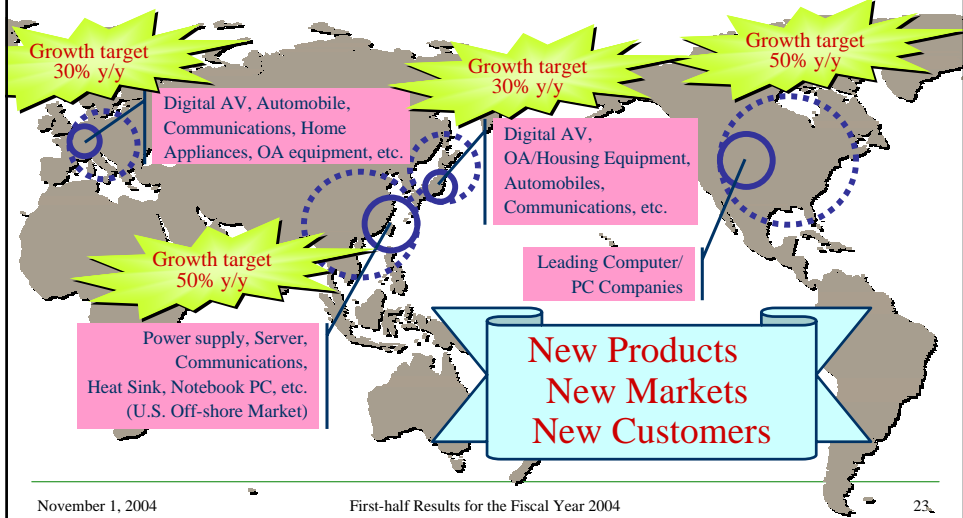 Growth target
30% y/y
Digital AV, Automobile,
Communications, Home
Appliances, OA equipment, etc.
Growth target
30% y/y
Digital AV,
OA/Housing Equipment,
Automobiles,
Communications, etc.
Growth target
50% y/y
Leading Computer/
PC Companies
Growth target
50% y/y
Power supply, Server,
Communications,
Heat Sink, Notebook PC, etc.
(U.S. Off-shore Market)
New Products
New Markets
New Customers
November 1, 2004
First-half Results for the Fiscal Year 2004
23